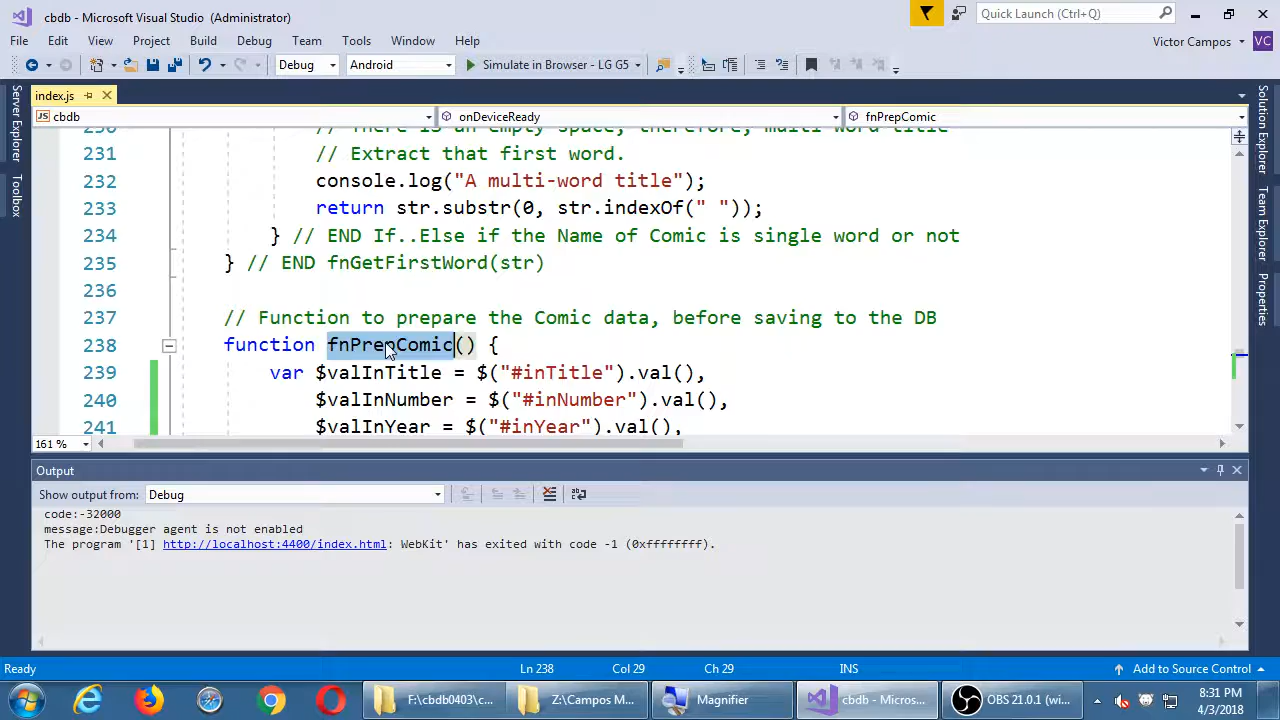 cbdb - Microsoft Visual Studio (Administrator)
Quick Launch (Ctrl+Q)
File Edit View Project Build Debug Team Tools Window Help
Victor Campos VC
Debug Android Simulate in Browser - LG G5
index.js
cbdb onDeviceReady fnPrepComic
Server Explorer
Toolbox
Solution Explorer
Team Explorer
Properties
230 // There is an empty space, therefore, multi-word title
231 // Extract that first word.
232 console.log("A multi-word title");
233 return str.substr(0, str.indexOf(" "));
234 } // END If..Else if the Name of Comic is single word or not
235 } // END fnGetFirstWord(str)
236
237 // Function to prepare the Comic data, before saving to the DB
238 function fnPrepComic() {
239 var $valInTitle = $("#inTitle").val(),
240 $valInNumber = $("#inNumber").val(),
241 $valInYear = $("#inYear").val(),
161 %
Output
Show output from: Debug
code:-32000
message:Debugger agent is not enabled
The program '[1] http://localhost:4400/index.html: WebKit' has exited with code -1 (0xffffffff).
Ready Ln 238 Col 29 Ch 29 INS Add to Source Control
F:\cbdb0403\c... Z:\Campos M... Magnifier cbdb - Micros... OBS 21.0.1 (wi...
8:31 PM
4/3/2018